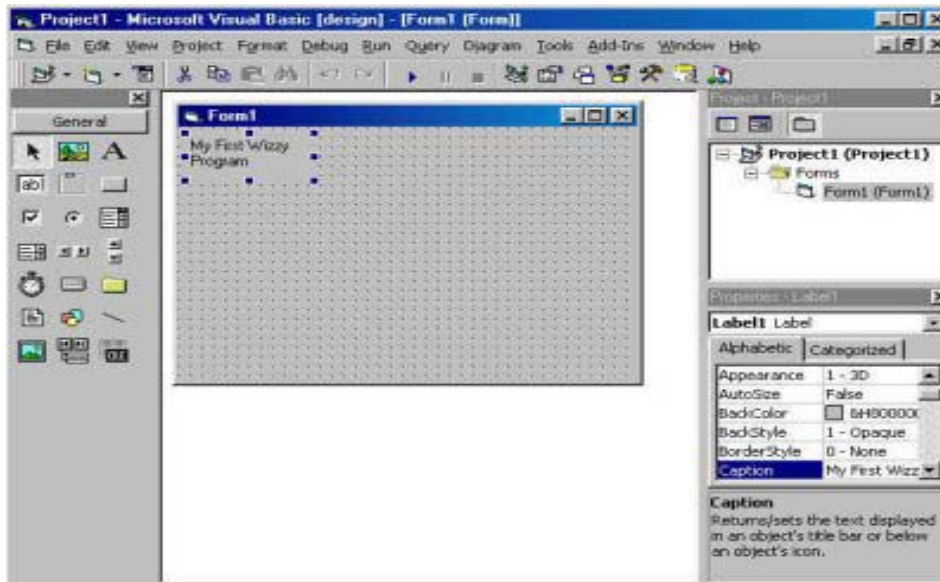 Project1 - Microsoft Visual Basic [design] - [Form1 (Form)]
File Edit View Project Format Debug Run Query Diagram Tools Add-Ins Window Help
General
A
ab
Form1
My First Wizzy
Program
Project - Project1
Project1 (Project1)
Forms
Form1 (Form1)
Properties - Label1
Label1 Label
Alphabetic Categorized
Appearance 1 - 3D
AutoSize False
BackColor &H800000
BackStyle 1 - Opaque
BorderStyle 0 - None
Caption My First Wizz
Caption
Returns/sets the text displayed
in an object's title bar or below
an object's icon.